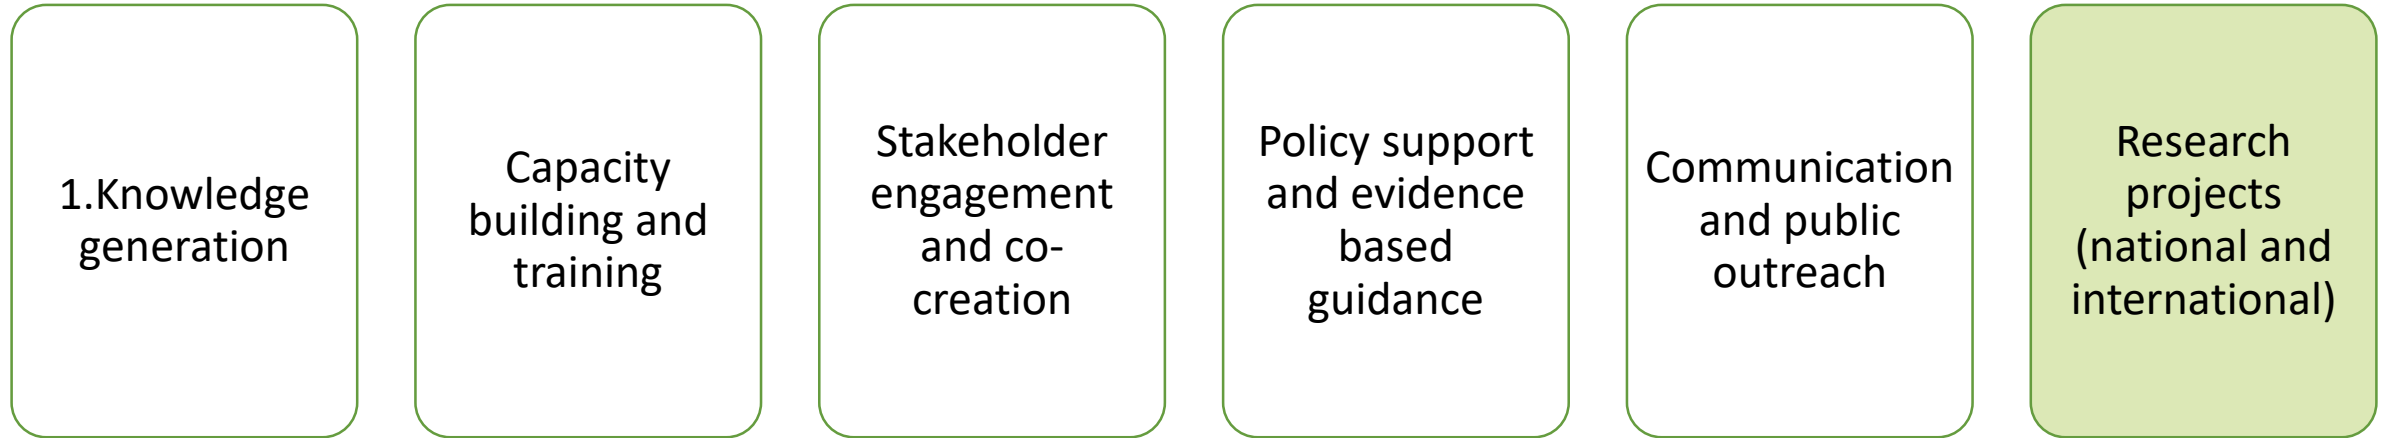 1.Knowledge
generation
Capacity
building and
training
Stakeholder
engagement
and co-
creation
Policy support
and evidence
based
guidance
Communication
and public
outreach
Research
projects
(national and
international)